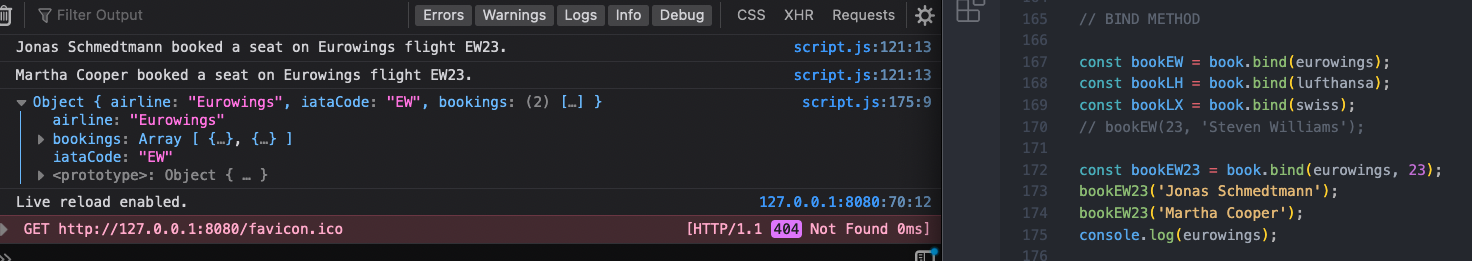 Filter Output
Errors Warnings Logs Info Debug CSS XHR Requests
Jonas Schmedtmann booked a seat on Eurowings flight EW23. script.js:121:13
Martha Cooper booked a seat on Eurowings flight EW23. script.js:121:13
Object { airline: "Eurowings", iataCode: "EW", bookings: (2) […] } script.js:175:9
airline: "Eurowings"
bookings: Array [ {…}, {…} ]
iataCode: "EW"
<prototype>: Object { … }
Live reload enabled. 127.0.0.1:8080:70:12
GET http://127.0.0.1:8080/favicon.ico [HTTP/1.1 404 Not Found 0ms]
165 // BIND METHOD
166
167 const bookEW = book.bind(eurowings);
168 const bookLH = book.bind(lufthansa);
169 const bookLX = book.bind(swiss);
170 // bookEW(23, 'Steven Williams');
171
172 const bookEW23 = book.bind(eurowings, 23);
173 bookEW23('Jonas Schmedtmann');
174 bookEW23('Martha Cooper');
175 console.log(eurowings);
176